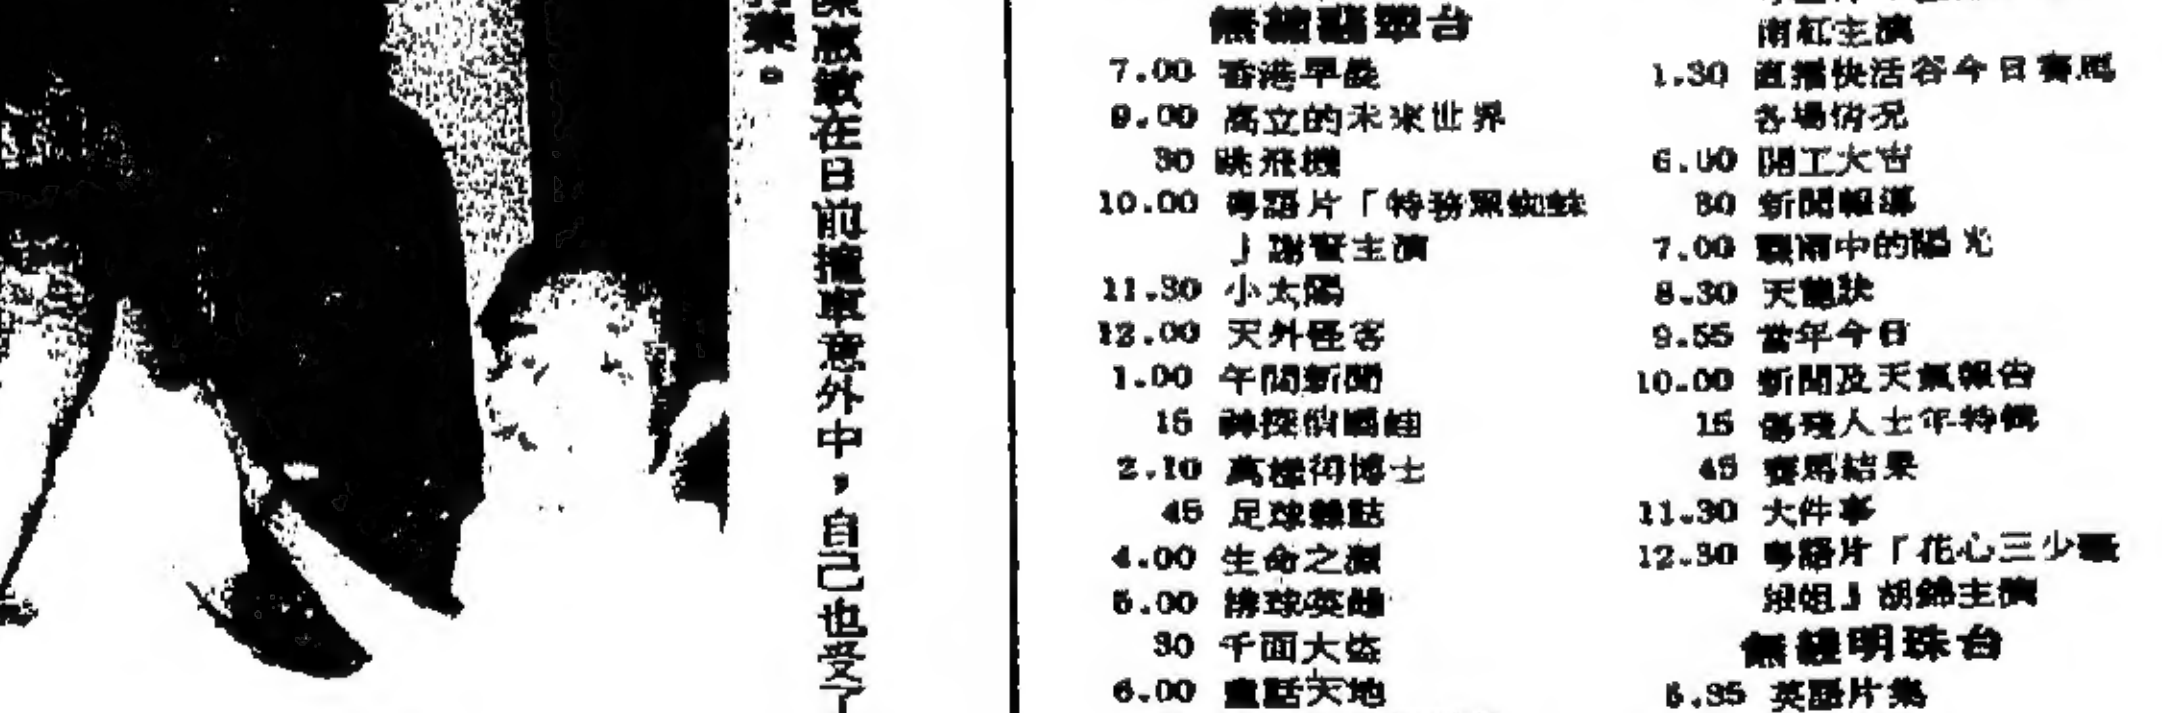 業。
在日前撞車意外中，自己也受了
無綫翡翠台
7.00 香港早晨
9.00 高立的未來世界
30 跳飛機
10.00 粵語片「特務黑蜘蛛
」謝賢主演
11.30 小太陽
12.00 天外怪客
1.00 午間新聞
15 神探俏嬌娃
2.10 萬樣得博士
45 足球雜誌
4.00 生命之源
5.00 排球英雄
30 千面大盜
6.00 童話天地
南紅主演
1.30 直播快活谷今日賽馬
各場情況
6.00 開工大吉
30 新聞報導
7.00 驟雨中的陽光
8.30 天龍訣
9.55 當年今日
10.00 新聞及天氣報告
15 傷殘人士年特輯
45 賽馬結果
11.30 大件事
12.30 粵語片「花心三少
姐」胡錦主演
無綫明珠台
5.35 英語片集